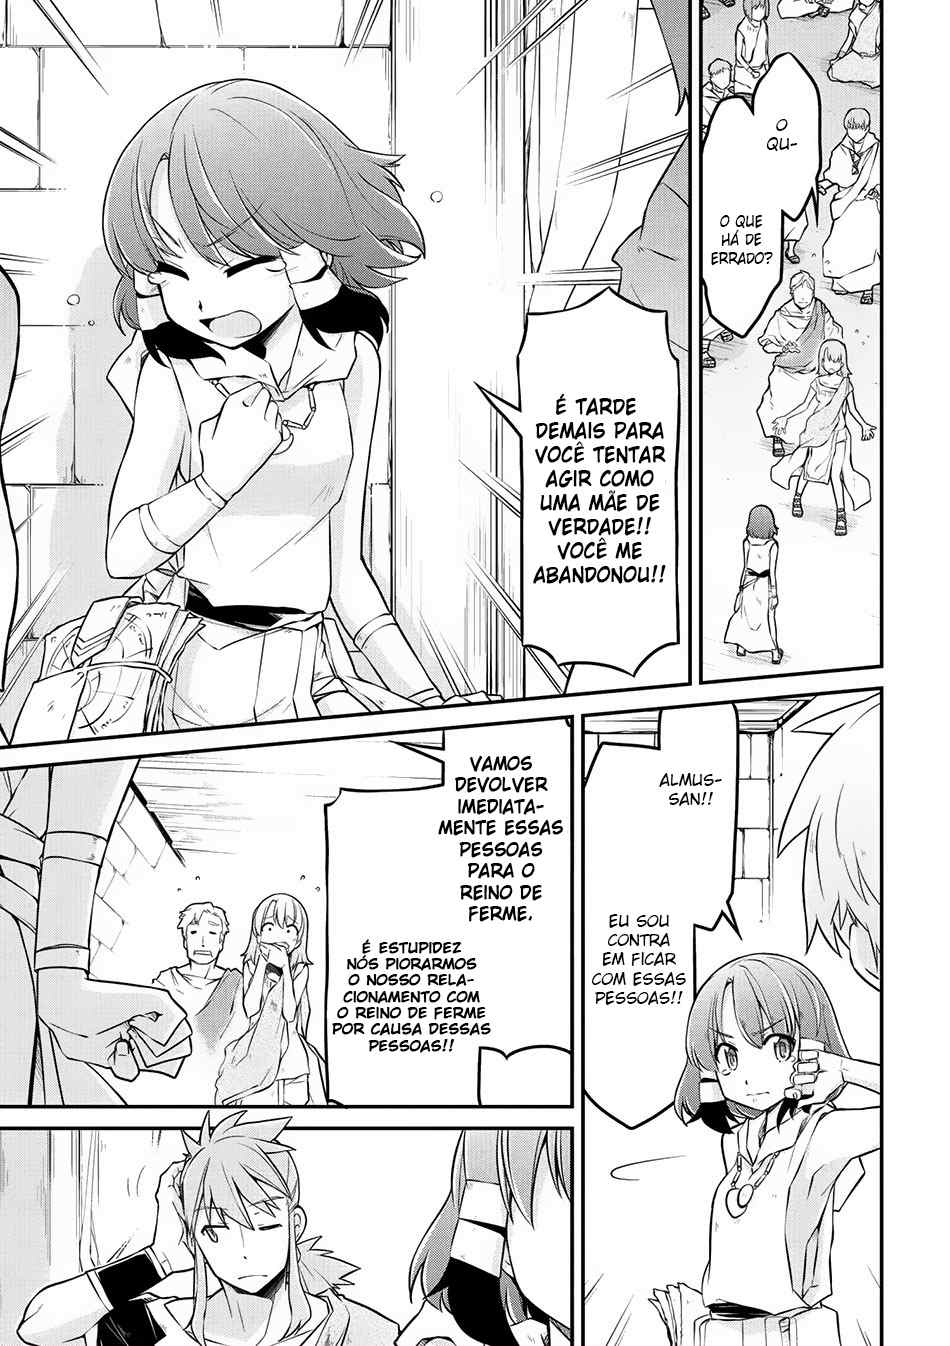 O
QU-
O QUE
HÁ DE
ERRADO?
É TARDE
DEMAIS PARA
VOCÊ TENTAR
AGIR COMO
UMA MÃE DE
VERDADE!!
VOCÊ ME
ABANDONOU!!
ALMUS-
SAN!!
EU SOU
CONTRA
EM FICAR
COM ESSAS
PESSOAS!!
VAMOS
DEVOLVER
IMEDIATA-
MENTE ESSAS
PESSOAS
PARA O
REINO DE
FERME.
É ESTUPIDEZ
NÓS PIORARMOS
O NOSSO RELA-
CIONAMENTO COM
O REINO DE FERME
POR CAUSA DESSAS
PESSOAS!!